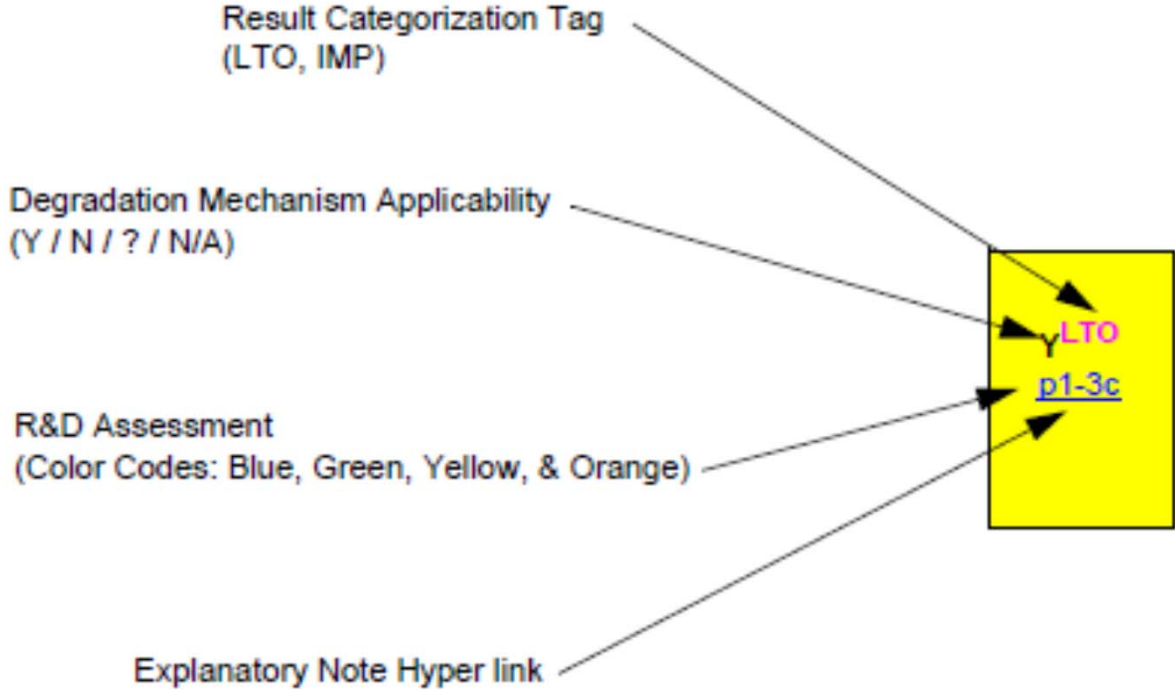 Result Categorization Tag
(LTO, IMP)
Degradation Mechanism Applicability
(Y / N / ? / N/A)
YLTO
p1-3c
R&D Assessment
(Color Codes: Blue, Green, Yellow, & Orange)
Explanatory Note Hyper link